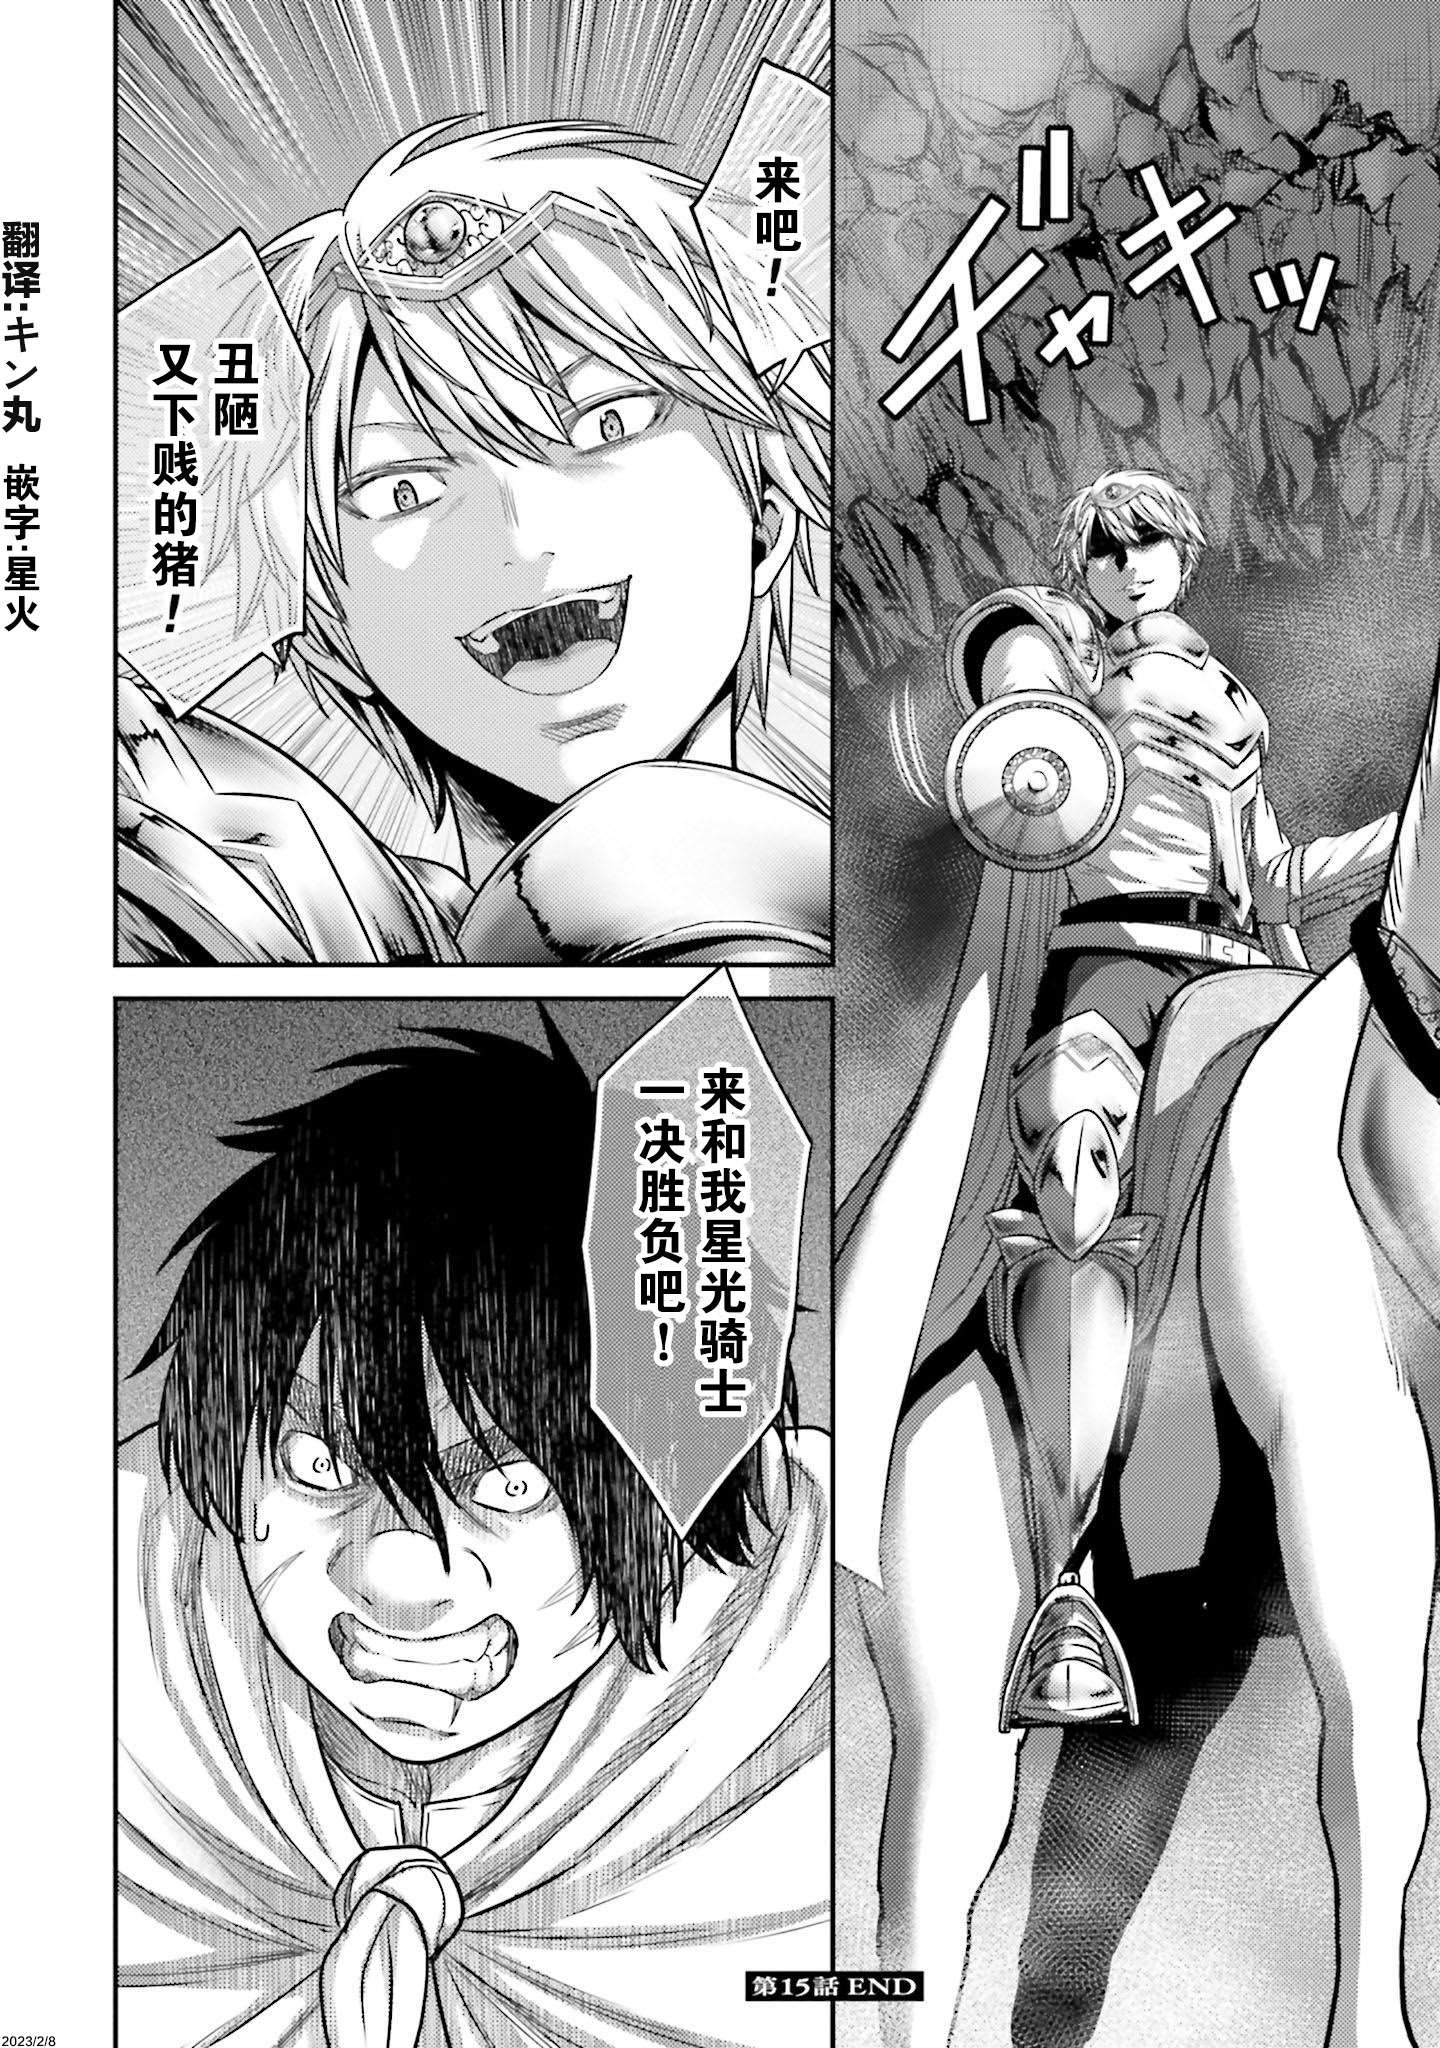 ギャキッ
来吧！
丑陋
又下贱的猪！
来和我星光骑士
一决胜负吧！
第15話 END
翻译:キン丸 嵌字:星火
2023/2/8